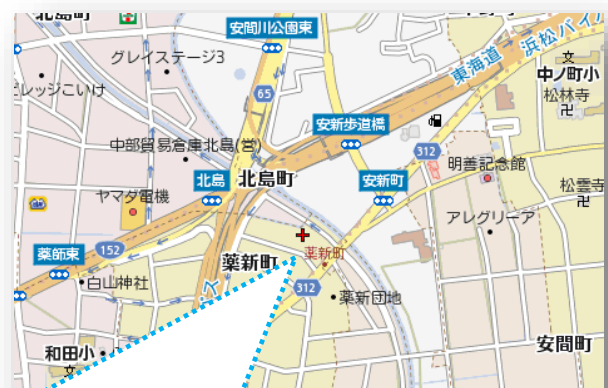 北島町
安間川公園東
グレイステージ3
ビレッジこいけ
65
東海道
浜松バイパ
中ノ町小
松林寺
安新歩道橋
312
中部貿易倉庫北島(営)
北島
北島町
安新町
明善記念館
松雲寺
ヤマダ電機
アレグリーア
薬師東
152
薬新町
薬新町
白山神社
312
薬新団地
ス
和田小
安間町